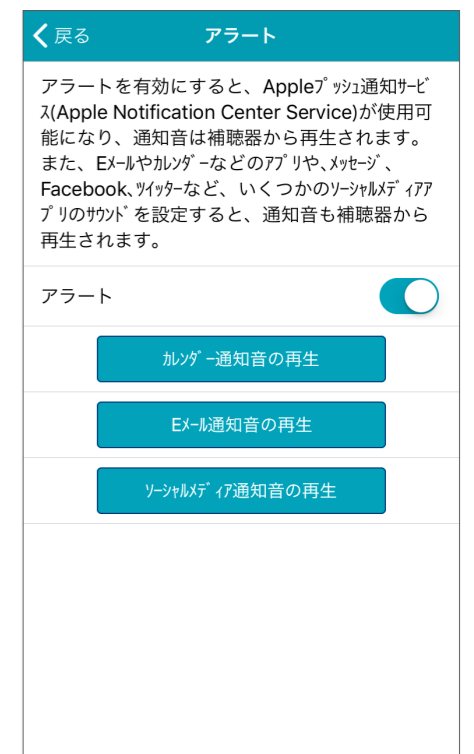 戻る
アラート
アラートを有効にすると、Appleﾌﾟｯｼｭ通知ｻｰﾋﾞ
ｽ(Apple Notification Center Service)が使用可
能になり、通知音は補聴器から再生されます。
また、Eﾒｰﾙやｶﾚﾝﾀﾞｰなどのｱﾌﾟﾘや､ﾒｯｾｰｼﾞ、
Facebook､ﾂｲｯﾀｰなど、いくつかのｿｰｼｬﾙﾒﾃﾞｨｱｱ
ﾌﾟﾘのｻｳﾝﾄﾞを設定すると、通知音も補聴器から
再生されます。
アラート
ｶﾚﾝﾀﾞｰ通知音の再生
Eﾒｰﾙ通知音の再生
ｿｰｼｬﾙﾒﾃﾞｨｱ通知音の再生